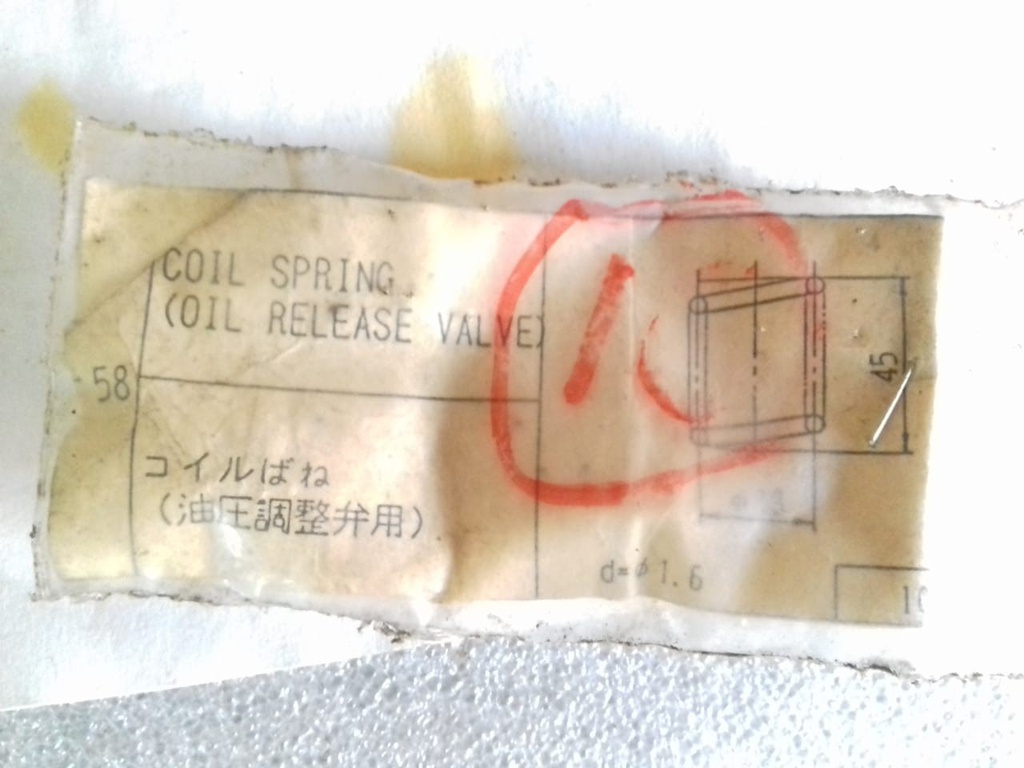 COIL SPRING
(OIL RELEASE VALVE)
58
コイルばね
(油圧調整弁用)
10
45
d=φ1.6